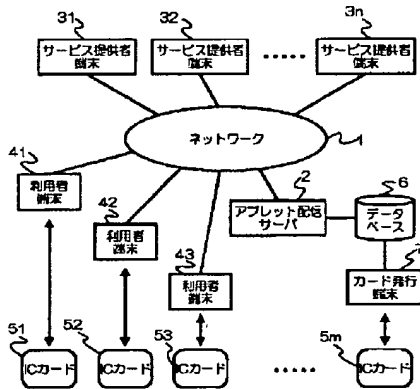 31
32
3n
サービス提供者
端末
サービス提供者
端末
サービス提供者
端末
ネットワーク
1
41
利用者
端末
42
利用者
端末
43
利用者
端末
2
アプレット配信
サーバ
6
データ
ベース
7
カード発行
端末
51
ICカード
52
ICカード
53
ICカード
5m
ICカード